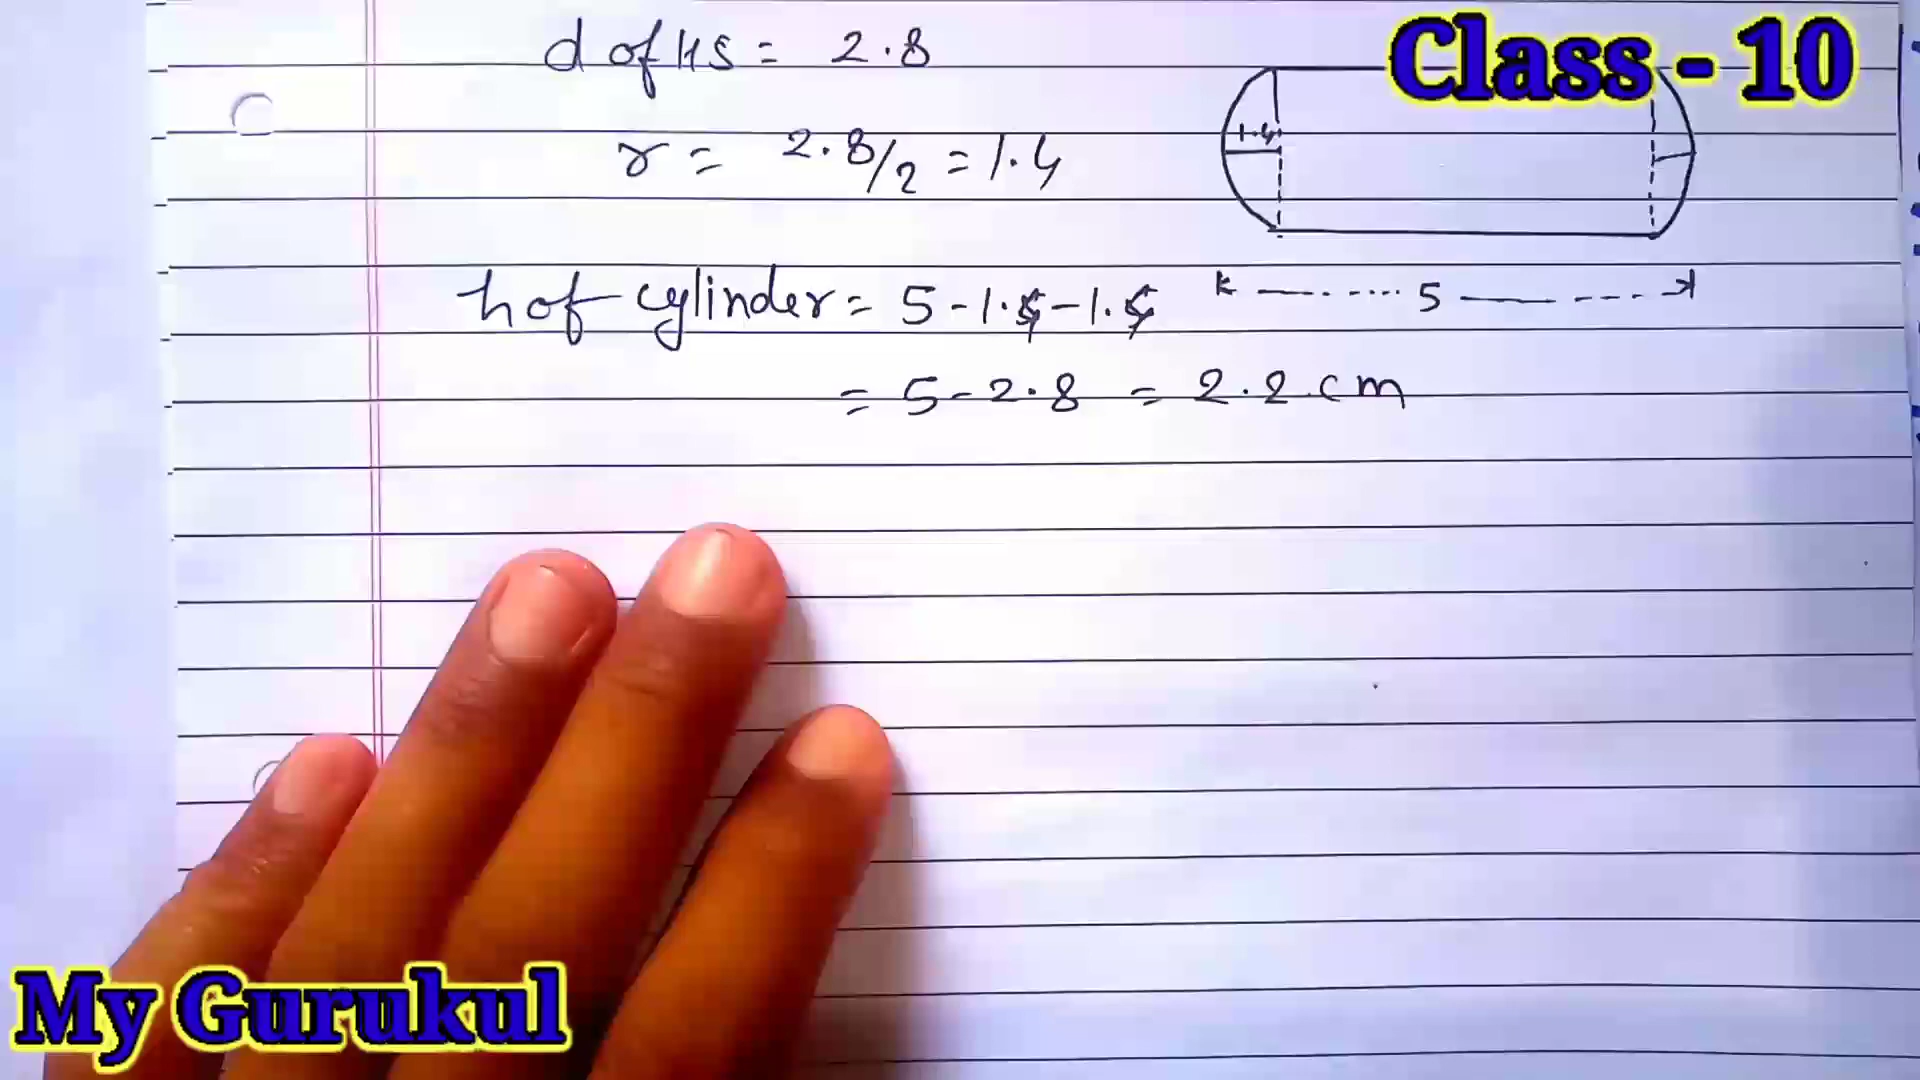 Class - 10
d of HS = 2.8
r = 2.8/2 = 1.4
1.4
h of cylinder = 5 - 1.4 - 1.4
5
= 5 - 2.8 = 2.2 cm
My Gurukul